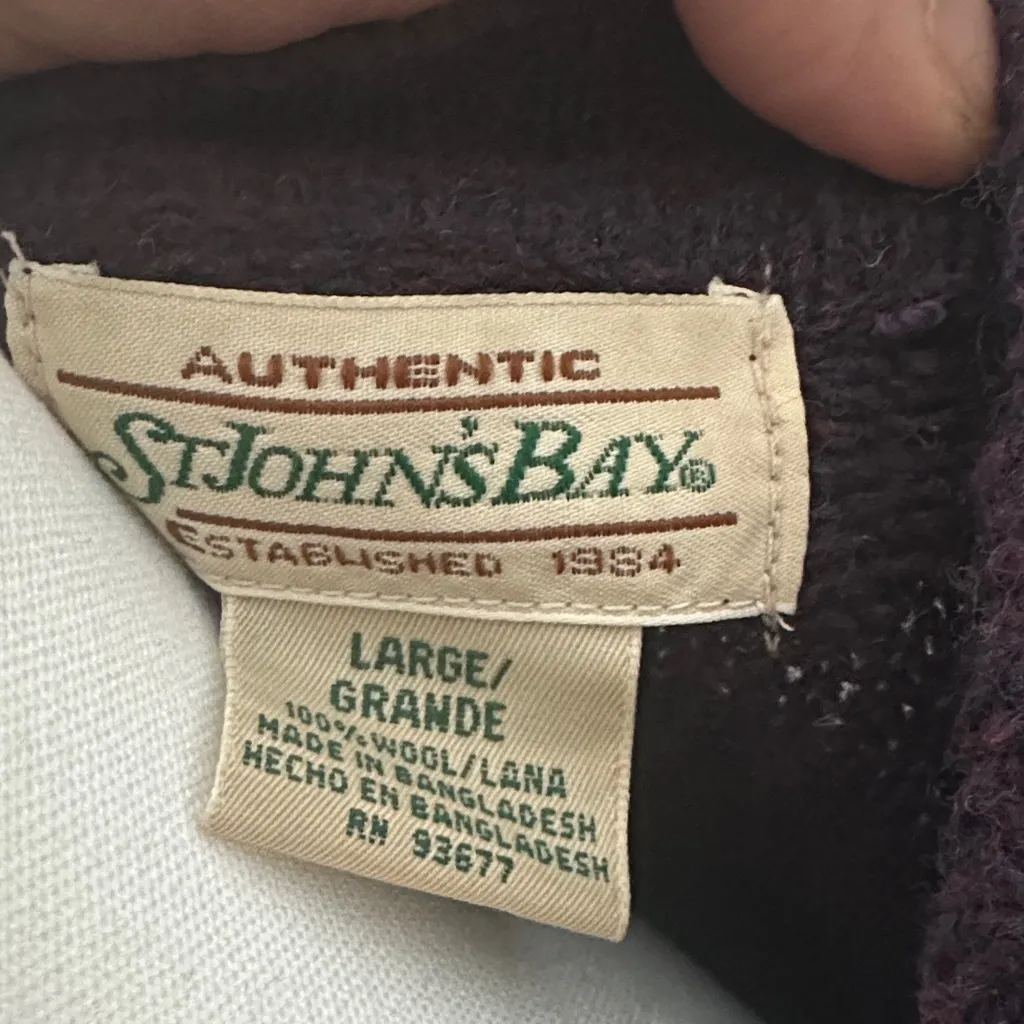 AUTHENTIC
ST JOHN'S BAY®
ESTABLISHED 1984
LARGE/
GRANDE
100% WOOL/LANA
MADE IN BANGLADESH
HECHO EN BANGLADESH
RN 93677